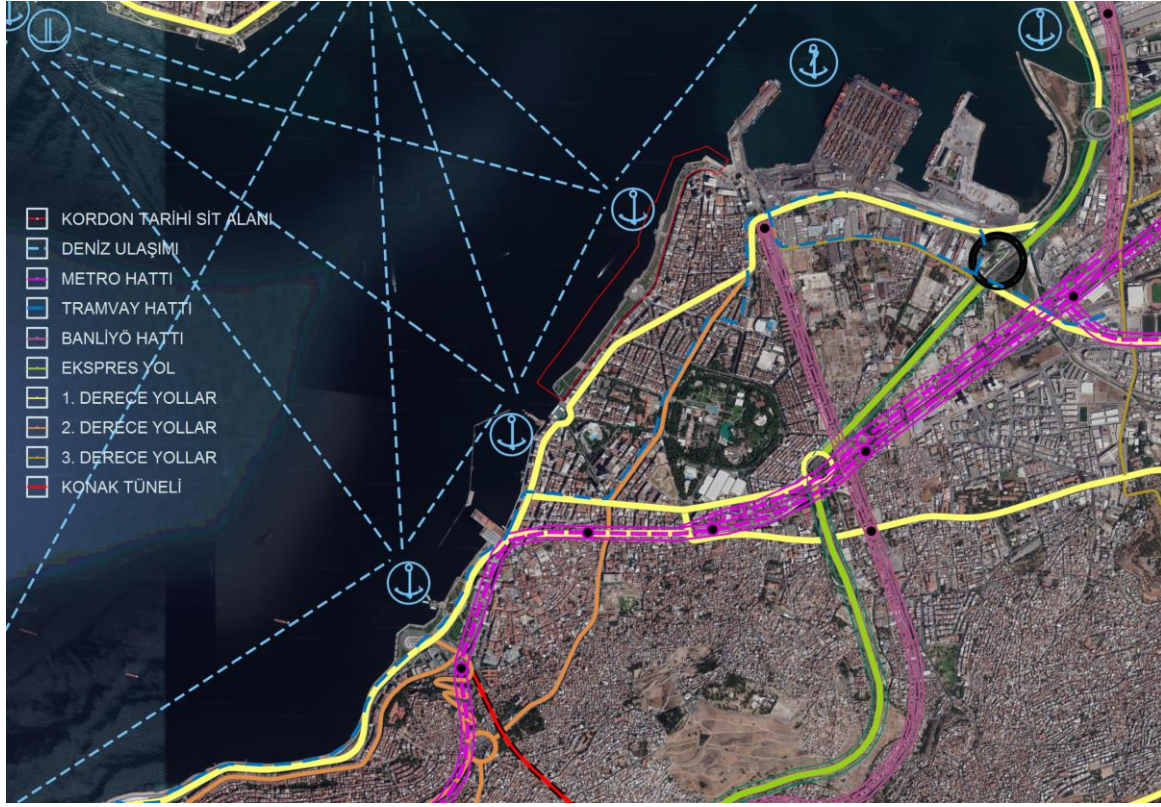 KORDON TARİHİ SİT ALANI
DENİZ ULAŞIMI
METRO HATTI
TRAMVAY HATTI
BANLİYÖ HATTI
EKSPRES YOL
1. DERECE YOLLAR
2. DERECE YOLLAR
3. DERECE YOLLAR
KONAK TÜNELİ